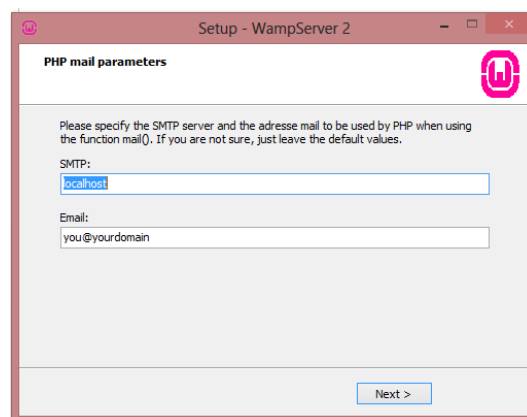 Setup - WampServer 2
PHP mail parameters
Please specify the SMTP server and the adresse mail to be used by PHP when using
the function mail(). If you are not sure, just leave the default values.
SMTP:
localhost
Email:
you@yourdomain
Next >